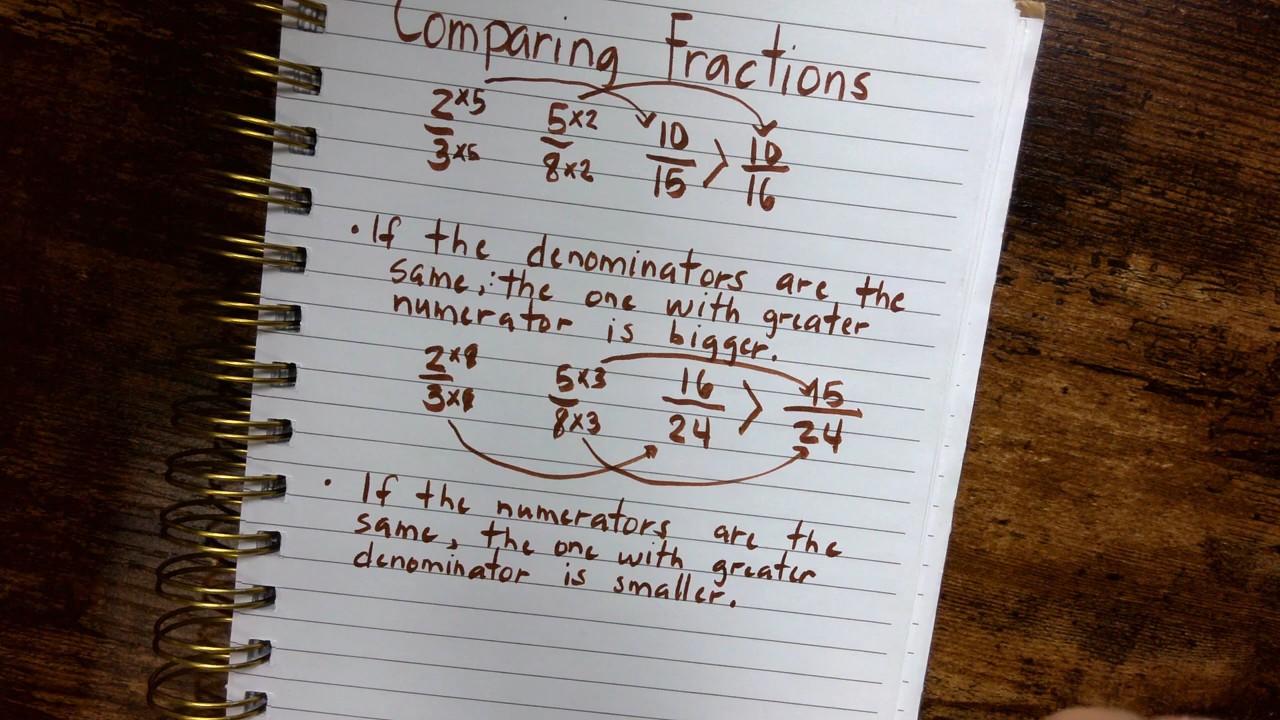 Comparing Fractions
2 ×5 / 3 ×5   5 ×2 / 8 ×2   10/15 > 10/16
• If the denominators are the
same, the one with greater
numerator is bigger.
2 ×8 / 3 ×8   5 ×3 / 8 ×3   16/24 > 15/24
• If the numerators are the
same, the one with greater
denominator is smaller.